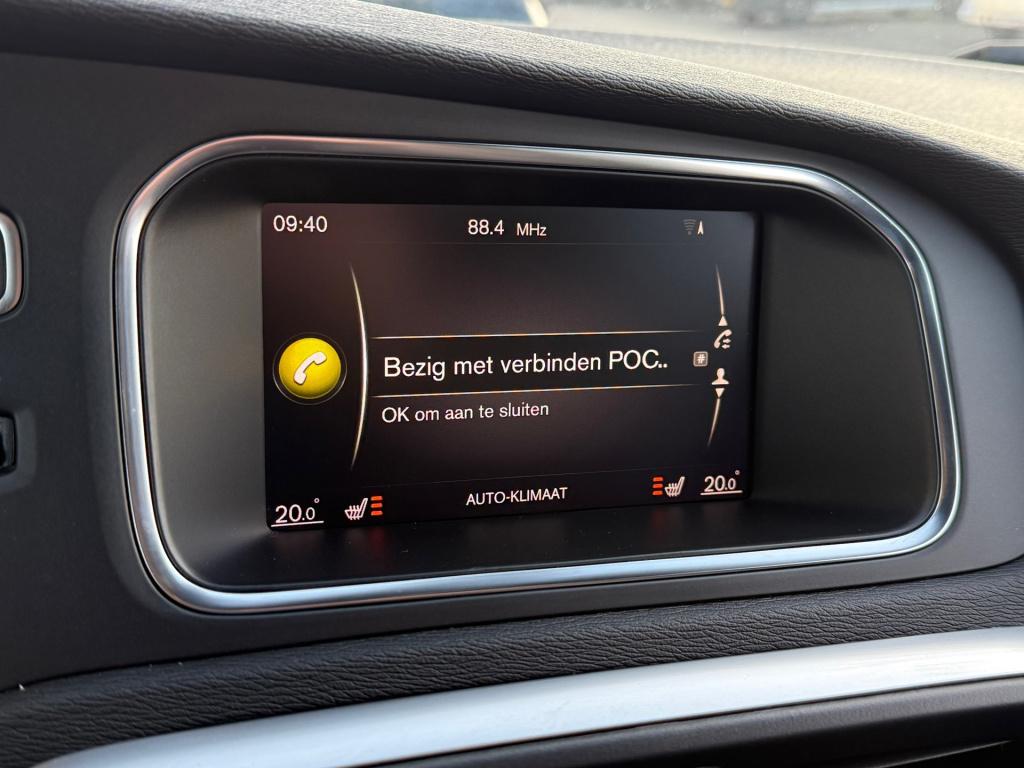 09:40 88.4 MHz
Bezig met verbinden POC..
#
OK om aan te sluiten
20.0° AUTO-KLIMAAT 20.0°